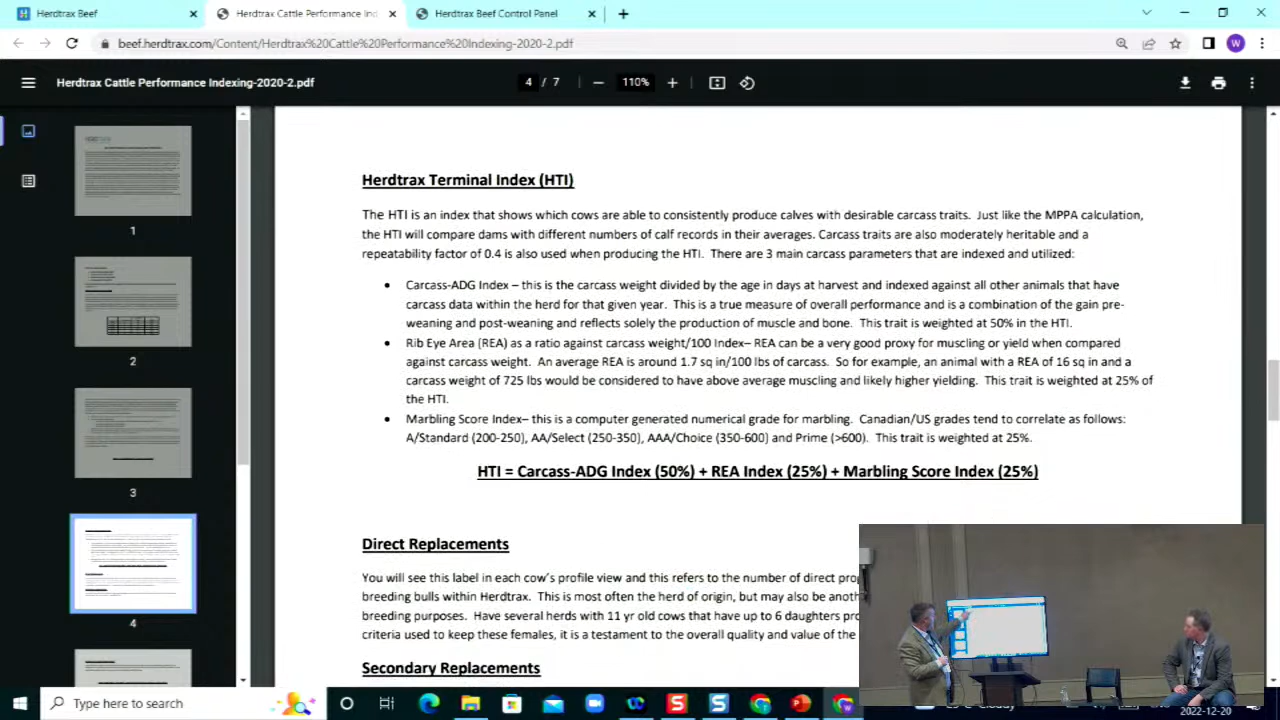 Herdtrax Beef
Herdtrax Cattle Performance In
Herdtrax Beef Control Panel
beef.herdtrax.com/Content/Herdtrax%20Cattle%20Performance%20Indexing-2020-2.pdf
W
Herdtrax Cattle Performance Indexing-2020-2.pdf
4 / 7
110%
1
2
3
4
Herdtrax Terminal Index (HTI)
The HTI is an index that shows which cows are able to consistently produce calves with desirable carcass traits. Just like the MPPA calculation,
the HTI will compare dams with different numbers of calf records in their averages. Carcass traits are also moderately heritable and a
repeatability factor of 0.4 is also used when producing the HTI. There are 3 main carcass parameters that are indexed and utilized:
• Carcass-ADG Index – this is the carcass weight divided by the age in days at harvest and indexed against all other animals that have
carcass data within the herd for that given year. This is a true measure of overall performance and is a combination of the gain pre-
weaning and post-weaning and reflects solely the production of muscle and bone. This trait is weighted at 50% in the HTI.
• Rib Eye Area (REA) as a ratio against carcass weight/100 Index– REA can be a very good proxy for muscling or yield when compared
against carcass weight. An average REA is around 1.7 sq in/100 lbs of carcass. So for example, an animal with a REA of 16 sq in and a
carcass weight of 725 lbs would be considered to have above average muscling and likely higher yielding. This trait is weighted at 25% of
the HTI.
• Marbling Score Index– this is a computer generated numerical grade for marbling. Canadian/US grades tend to correlate as follows:
A/Standard (200-250), AA/Select (250-350), AAA/Choice (350-600) and Prime (>600). This trait is weighted at 25%.
HTI = Carcass-ADG Index (50%) + REA Index (25%) + Marbling Score Index (25%)
Direct Replacements
You will see this label in each cow's profile view and this refers to the number of direct pro
breeding bulls within Herdtrax. This is most often the herd of origin, but may also be anoth
breeding purposes. Have several herds with 11 yr old cows that have up to 6 daughters pro
criteria used to keep these females, it is a testament to the overall quality and value of the
Secondary Replacements
Type here to search
2022-12-20